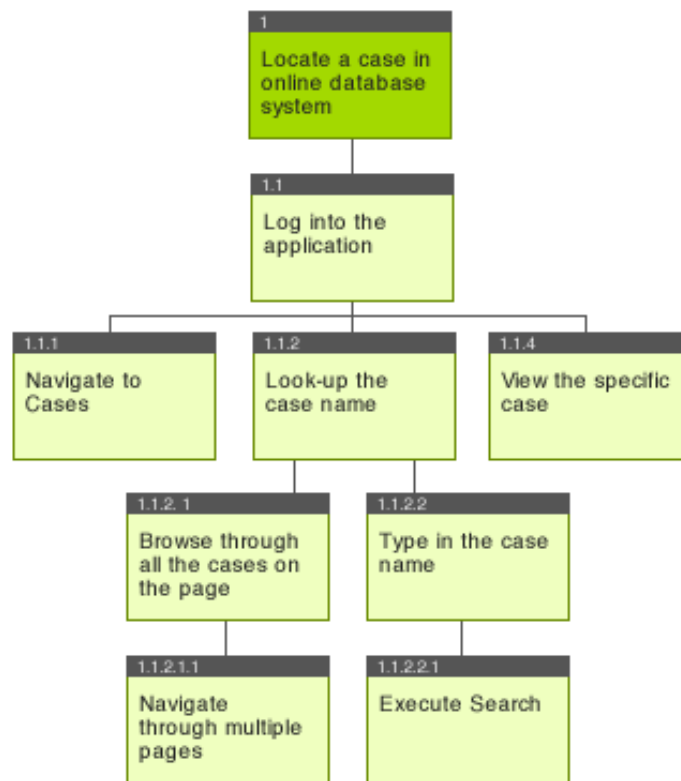 1
Locate a case in
online database
system
1.1
Log into the
application
1.1.1
Navigate to
Cases
1.1.2
Look-up the
case name
1.1.4
View the specific
case
1.1.2. 1
Browse through
all the cases on
the page
1.1.2.2
Type in the case
name
1.1.2.1.1
Navigate
through multiple
pages
1.1.2.2.1
Execute Search